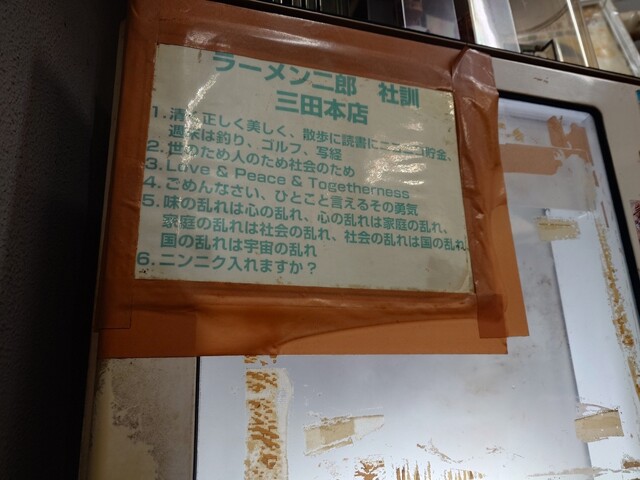 ラーメン二郎 社訓
三田本店
1.清く正しく美しく、散歩に読書に 貯金、
週末は釣り、ゴルフ、写経
2.世のため人のため社会のため
3.Love & Peace & Togetherness
4.ごめんなさい、ひとこと言えるその勇気
5.味の乱れは心の乱れ、心の乱れは家庭の乱れ、
家庭の乱れは社会の乱れ、社会の乱れは国の乱れ、
国の乱れは宇宙の乱れ
6.ニンニク入れますか？